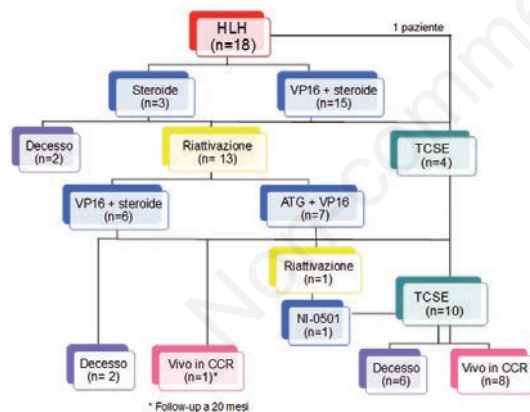 HLH
(n=18)
1 paziente
Steroide
(n=3)
VP16 + steroide
(n=15)
Decesso
(n=2)
Riattivazione
(n= 13)
TCSE
(n=4)
VP16 + steroide
(n=6)
ATG + VP16
(n=7)
Riattivazione
(n=1)
NI-0501
(n=1)
TCSE
(n=10)
Decesso
(n= 2)
Vivo in CCR
(n=1)*
Decesso
(n=6)
Vivo in CCR
(n=8)
* Follow-up a 20 mesi